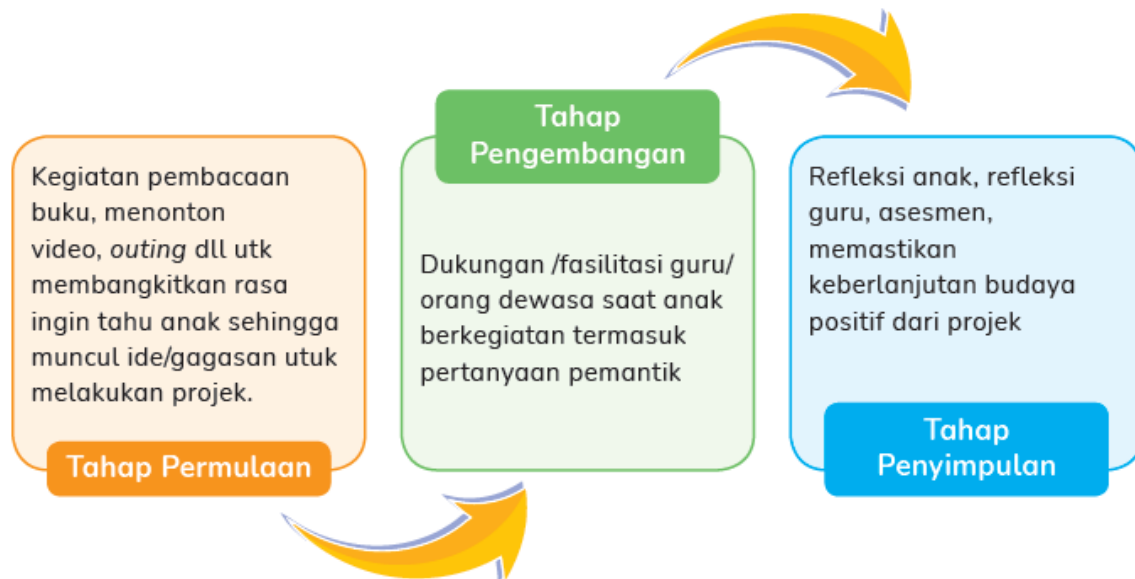 Kegiatan pembacaan
buku, menonton
video, outing dll utk
membangkitkan rasa
ingin tahu anak sehingga
muncul ide/gagasan utuk
melakukan projek.
Tahap Permulaan
Tahap
Pengembangan
Dukungan /fasilitasi guru/
orang dewasa saat anak
berkegiatan termasuk
pertanyaan pemantik
Refleksi anak, refleksi
guru, asesmen,
memastikan
keberlanjutan budaya
positif dari projek
Tahap
Penyimpulan